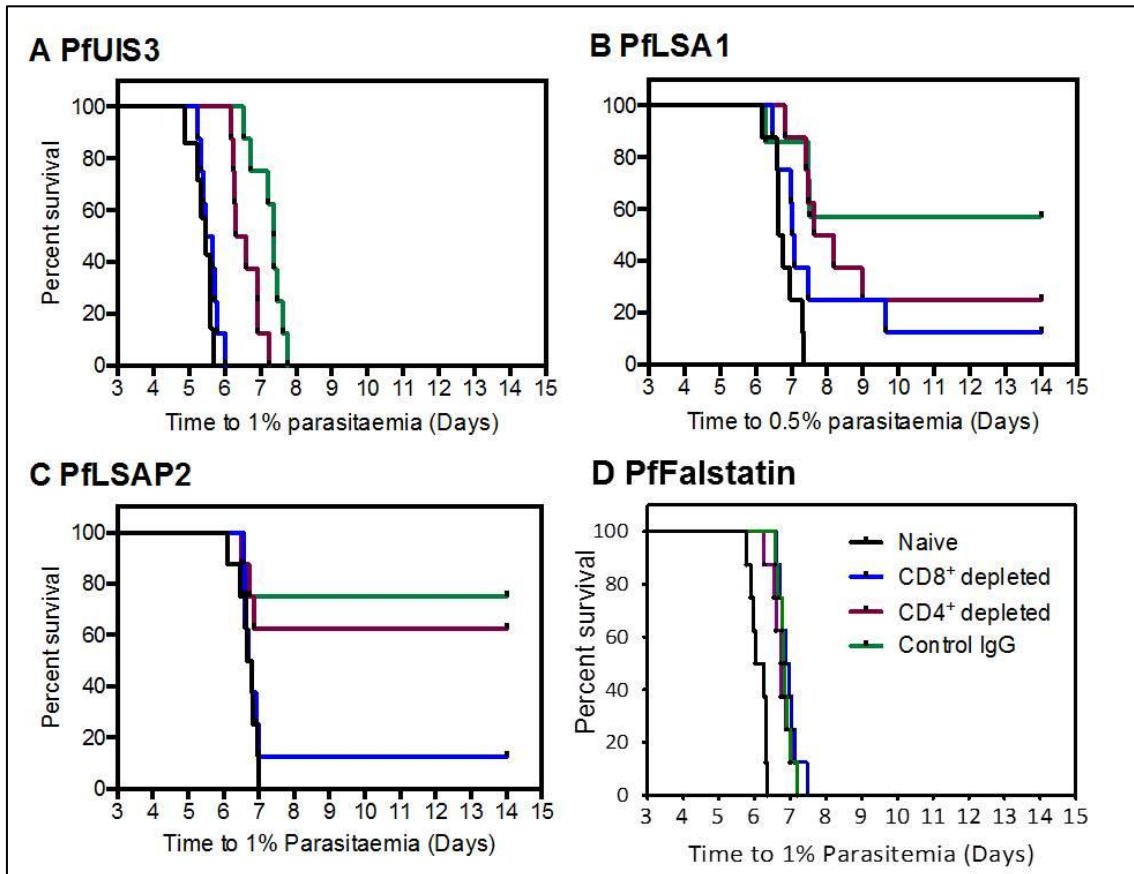 A PfUIS3
100
80
60
40
20
0
Percent survival
3 4 5 6 7 8 9 10 11 12 13 14 15
Time to 1% parasitaemia (Days)
B PfLSA1
100
80
60
40
20
0
Percent survival
3 4 5 6 7 8 9 10 11 12 13 14 15
Time to 0.5% parasitaemia (Days)
C PfLSAP2
100
80
60
40
20
0
Percent survival
3 4 5 6 7 8 9 10 11 12 13 14 15
Time to 1% Parasitaemia (Days)
D PfFalstatin
100
80
60
40
20
0
Percent survival
Naive
CD8⁺ depleted
CD4⁺ depleted
Control IgG
3 4 5 6 7 8 9 10 11 12 13 14 15
Time to 1% Parasitemia (Days)